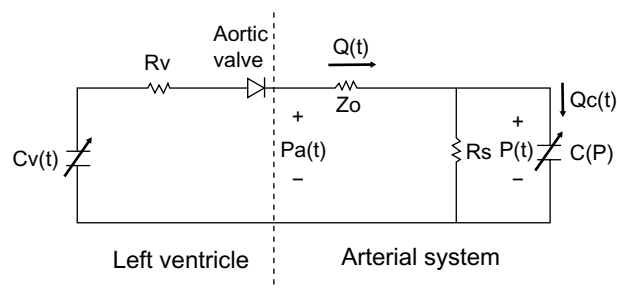 Aortic
valve
Q(t)
Rv
Zo
Qc(t)
+
+
Cv(t)
Pa(t)
Rs
P(t)
C(P)
−
−
Left ventricle
Arterial system